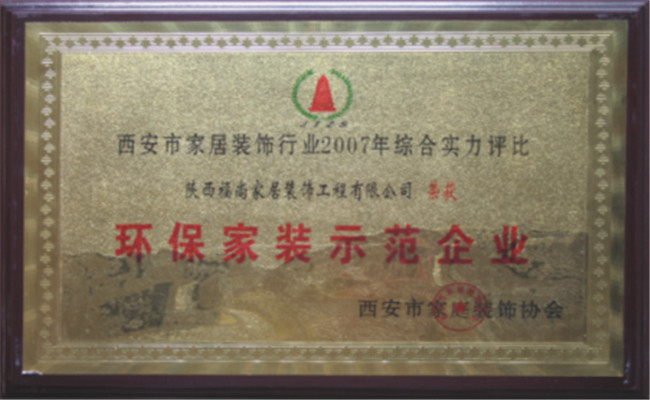 西安市家居装饰行业2007年综合实力评比
陕西福尚家居装饰工程有限公司 荣获
环保家装示范企业
西安市家庭装饰协会